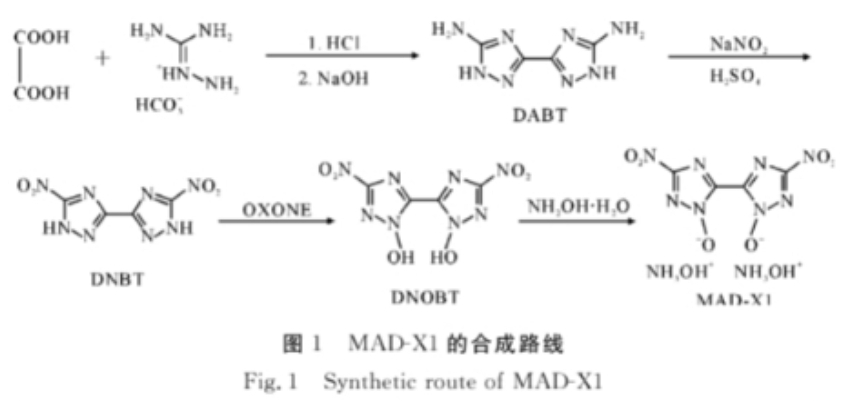 COOH
COOH
+
H₂N
NH₂
⁺HN
NH₂
HCO₃⁻
1. HCl
2. NaOH
H₂N
N
N
NH₂
HN
N
N
NH
DABT
NaNO₂
H₂SO₄
O₂N
N
N
NO₂
HN
N
N
NH
DNBT
OXONE
O₂N
N
N
NO₂
N
N
N
N
OH
HO
DNOBT
NH₂OH·H₂O
O₂N
N
N
NO₂
N
N
N
N
⁻O
O⁻
NH₃OH⁺
NH₃OH⁺
MAD-X1
图 1 MAD-X1 的合成路线
Fig. 1 Synthetic route of MAD-X1